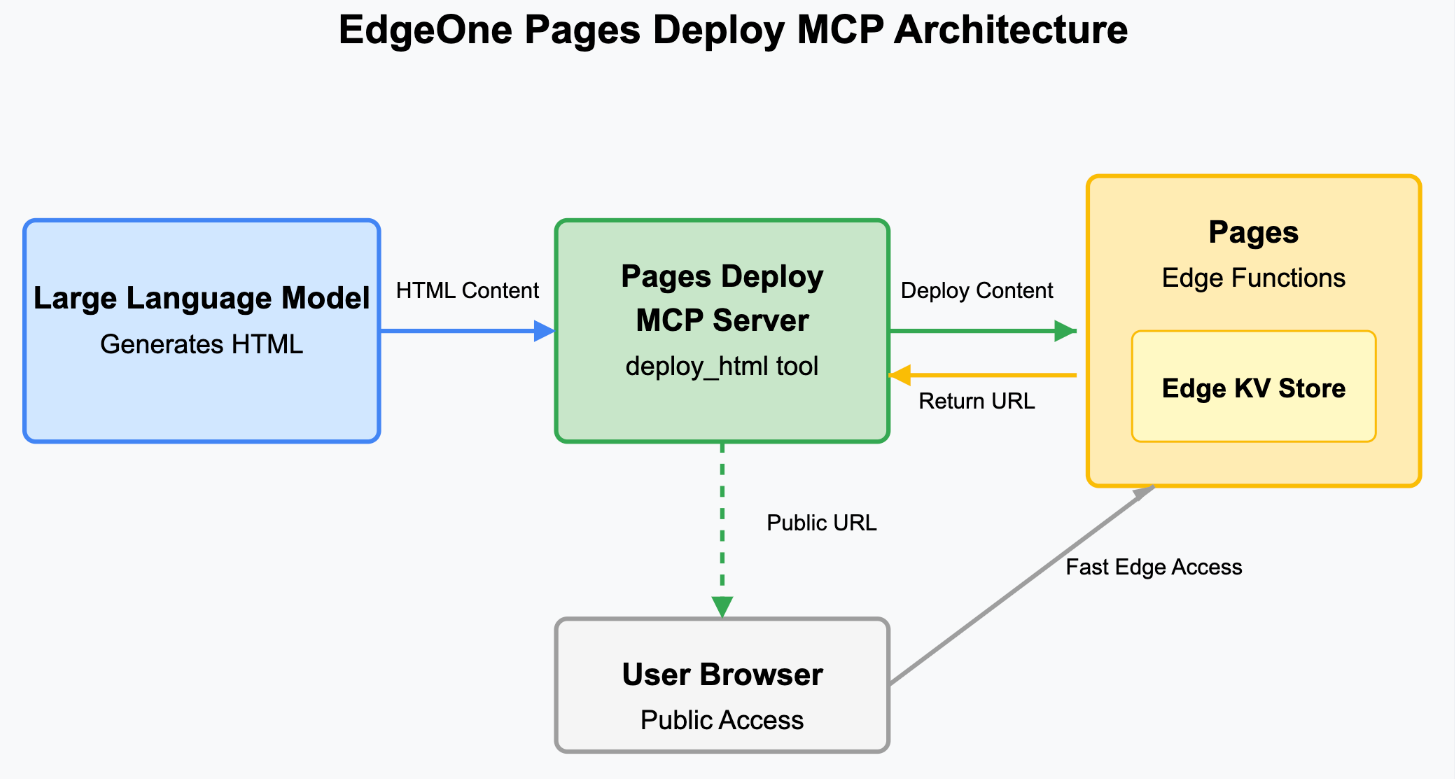 EdgeOne Pages Deploy MCP Architecture
Large Language Model
Generates HTML
HTML Content
Pages Deploy
MCP Server
deploy_html tool
Deploy Content
Return URL
Pages
Edge Functions
Edge KV Store
Public URL
Fast Edge Access
User Browser
Public Access